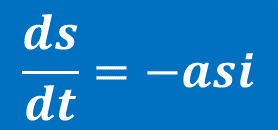 ds/dt = −asi